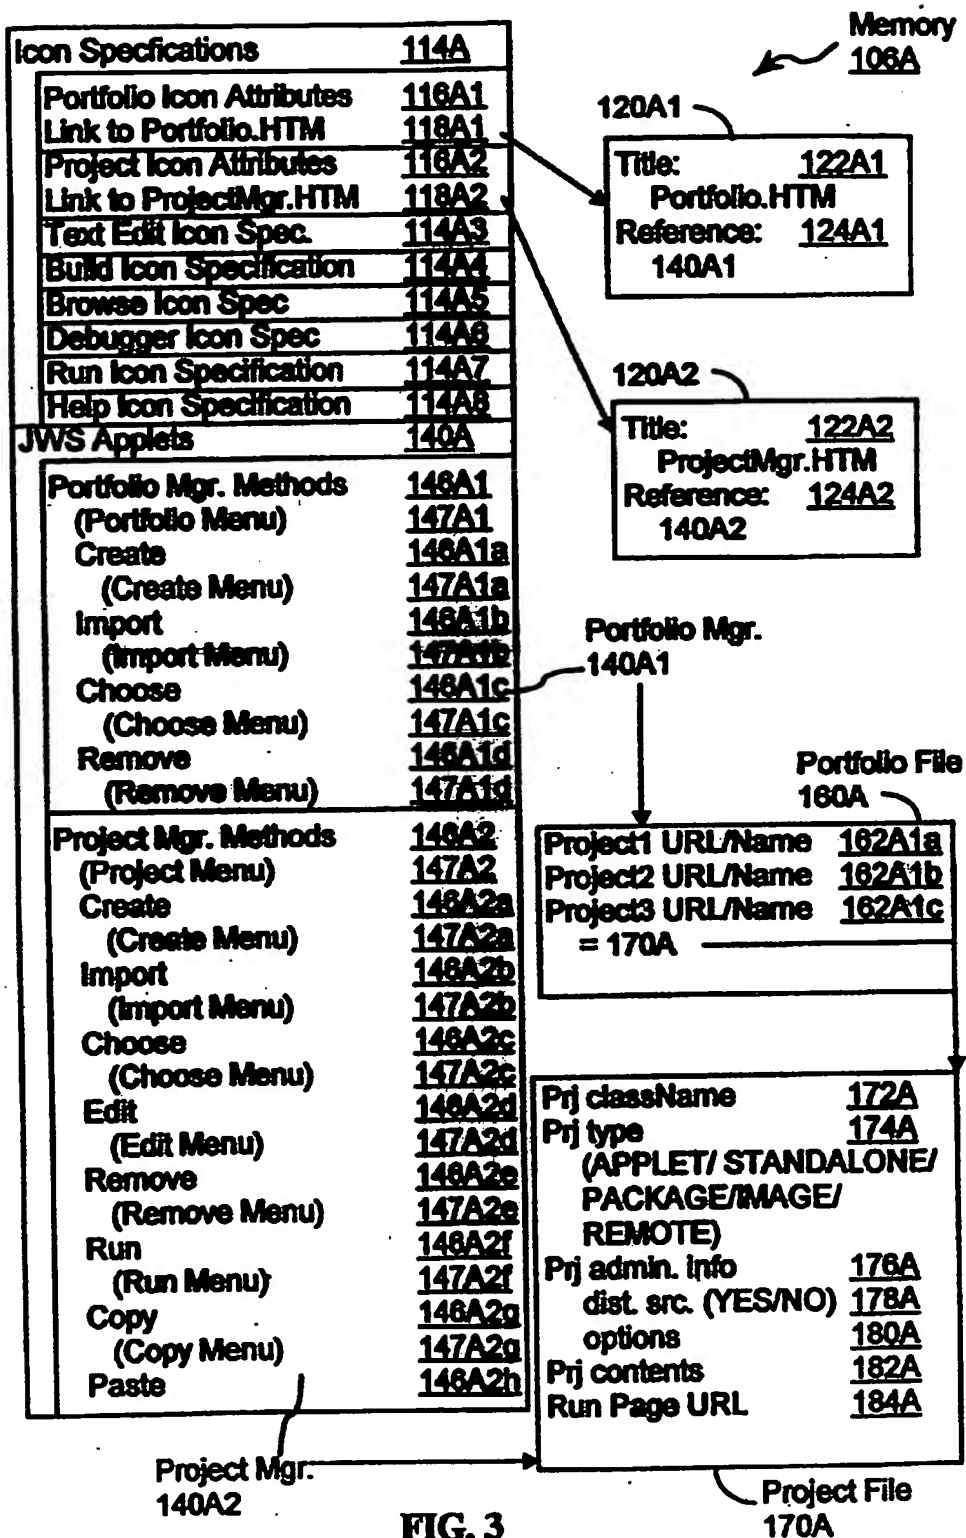 Memory
106A
Icon Specfications 114A
Portfolio Icon Attributes 116A1
Link to Portfolio.HTM 118A1
Project Icon Attributes 116A2
Link to ProjectMgr.HTM 118A2
Text Edit Icon Spec. 114A3
Build Icon Specification 114A4
Browse Icon Spec 114A5
Debugger Icon Spec 114A6
Run Icon Specification 114A7
Help Icon Specification 114A8
JWS Applets 140A
Portfolio Mgr. Methods 146A1
(Portfolio Menu) 147A1
Create 146A1a
(Create Menu) 147A1a
Import 146A1b
(Import Menu) 147A1b
Choose 146A1c
(Choose Menu) 147A1c
Remove 146A1d
(Remove Menu) 147A1d
Project Mgr. Methods 146A2
(Project Menu) 147A2
Create 146A2a
(Create Menu) 147A2a
Import 146A2b
(Import Menu) 147A2b
Choose 146A2c
(Choose Menu) 147A2c
Edit 146A2d
(Edit Menu) 147A2d
Remove 146A2e
(Remove Menu) 147A2e
Run 146A2f
(Run Menu) 147A2f
Copy 146A2g
(Copy Menu) 147A2g
Paste 146A2h
Project Mgr.
140A2
120A1
Title: 122A1
Portfolio.HTM
Reference: 124A1
140A1
120A2
Title: 122A2
ProjectMgr.HTM
Reference: 124A2
140A2
Portfolio Mgr.
140A1
Portfolio File
160A
Project1 URL/Name 162A1a
Project2 URL/Name 162A1b
Project3 URL/Name 162A1c
= 170A
Prj className 172A
Prj type 174A
(APPLET/ STANDALONE/
PACKAGE/IMAGE/
REMOTE)
Prj admin. info 176A
dist. src. (YES/NO) 178A
options 180A
Prj contents 182A
Run Page URL 184A
Project File
170A
FIG. 3